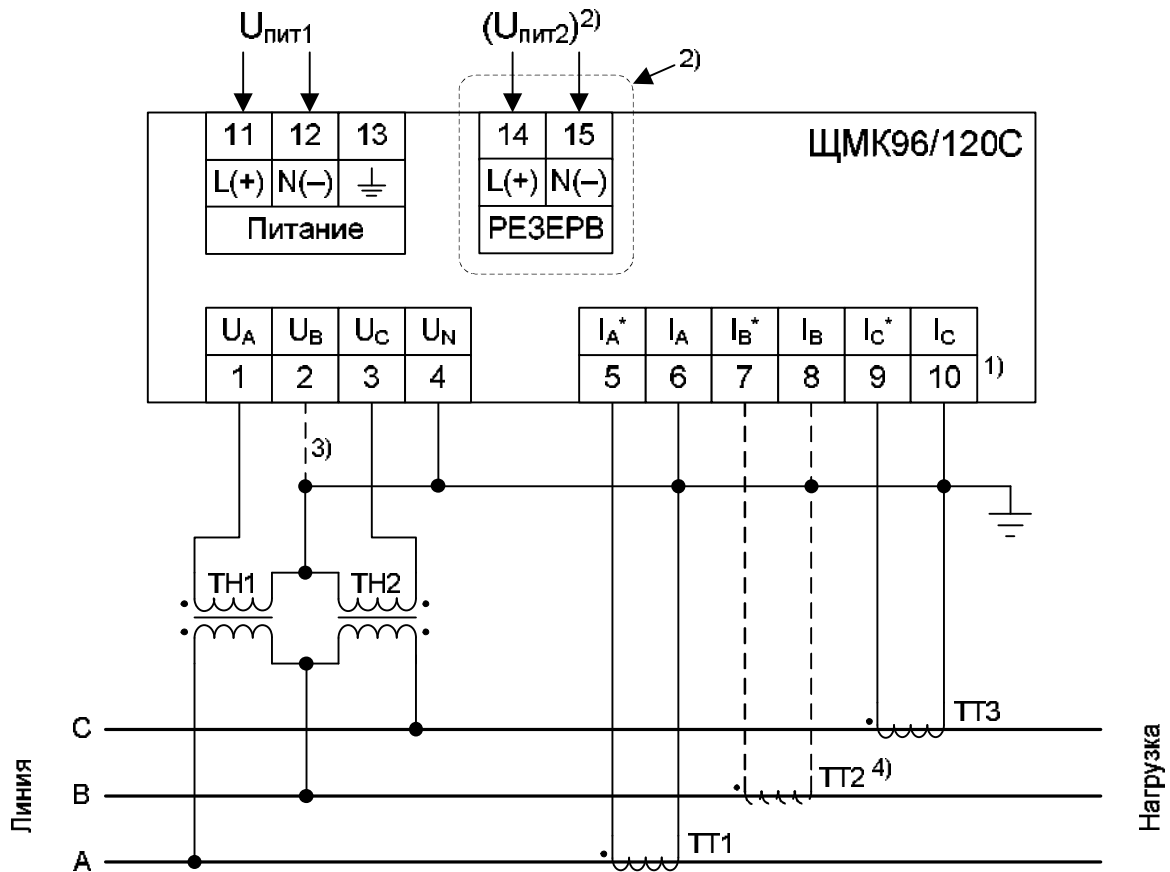 Uпит1 (Uпит2)2)
2)
11 12 13 14 15 ЩМК96/120С
L(+) N(–) L(+) N(–)
Питание РЕЗЕРВ
UA UB UC UN IA* IA IB* IB IC* IC
1 2 3 4 5 6 7 8 9 10 1)
3)
ТН1 ТН2
C ТТ3
B ТТ2 4)
A ТТ1
Линия
Нагрузка